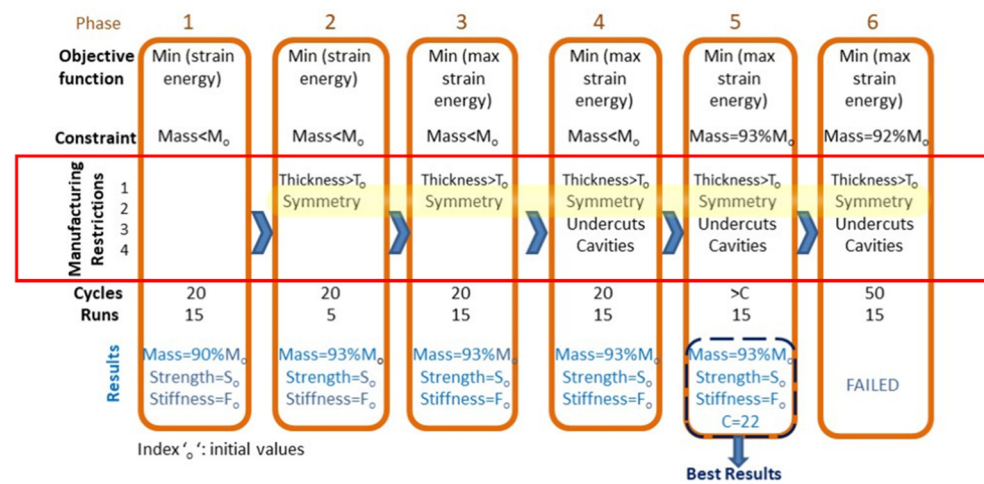 Phase 1 2 3 4 5 6
Objective function Min (strain energy) Min (strain energy) Min (max strain energy) Min (max strain energy) Min (max strain energy) Min (max strain energy)
Constraint Mass<Mₒ Mass<Mₒ Mass<Mₒ Mass<Mₒ Mass=93%Mₒ Mass=92%Mₒ
Manufacturing Restrictions
1 Thickness>Tₒ Thickness>Tₒ Thickness>Tₒ Thickness>Tₒ Thickness>Tₒ
2 Symmetry Symmetry Symmetry Symmetry Symmetry
3 Undercuts Undercuts Undercuts
4 Cavities Cavities Cavities
Cycles 20 20 20 20 >C 50
Runs 15 5 15 15 15 15
Results
Mass=90%Mₒ Mass=93%Mₒ Mass=93%Mₒ Mass=93%Mₒ Mass=93%Mₒ
Strength=Sₒ Strength=Sₒ Strength=Sₒ Strength=Sₒ Strength=Sₒ FAILED
Stiffness=Fₒ Stiffness=Fₒ Stiffness=Fₒ Stiffness=Fₒ Stiffness=Fₒ
C=22
Index ‘ₒ‘: initial values
Best Results